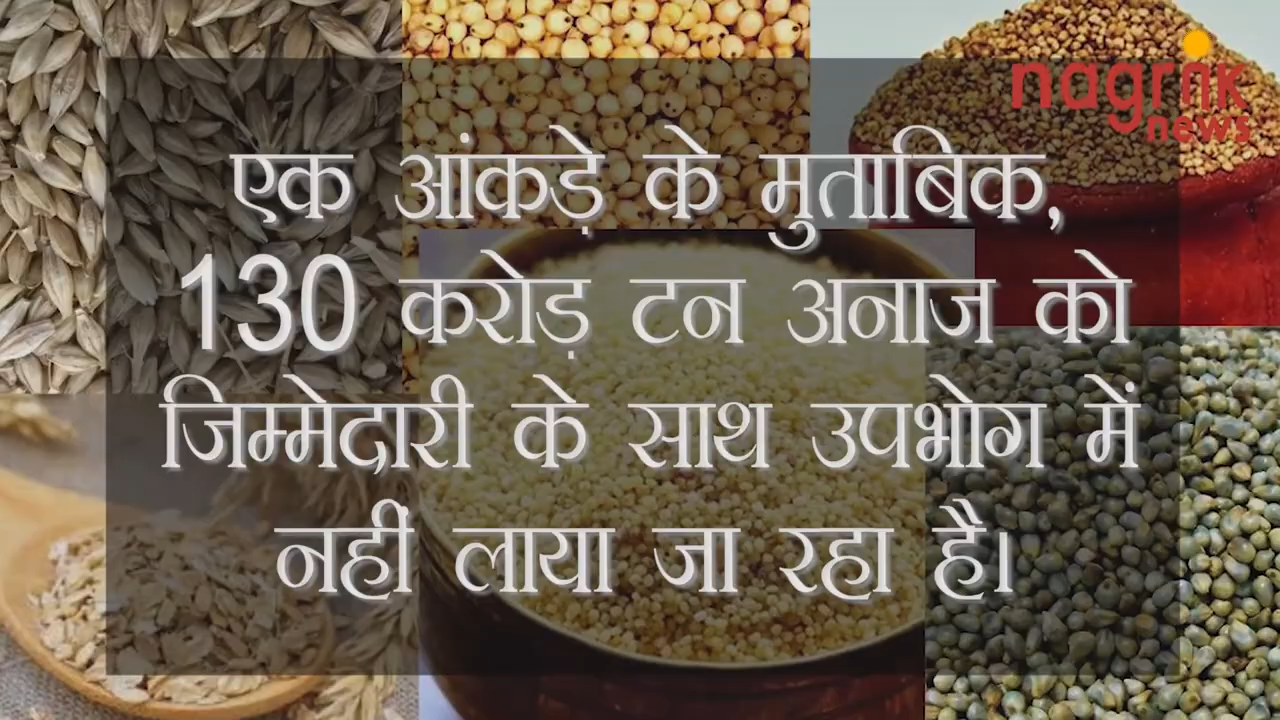 nagrik
news
एक आंकड़े के मुताबिक,
130 करोड़ टन अनाज को
जिम्मेदारी के साथ उपभोग में
नहीं लाया जा रहा है।